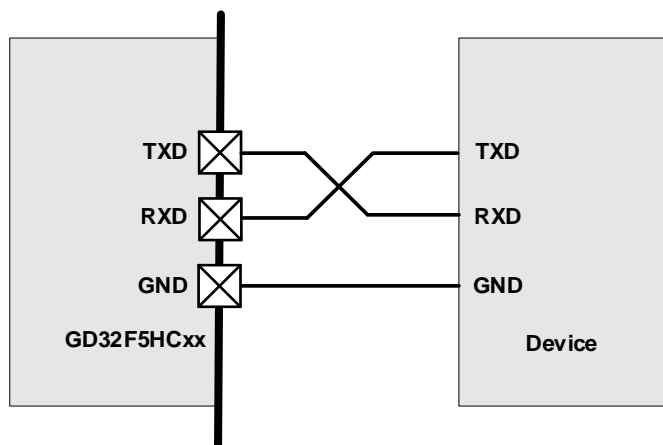 TXD
TXD
RXD
RXD
GND
GND
GD32F5HCxx
Device